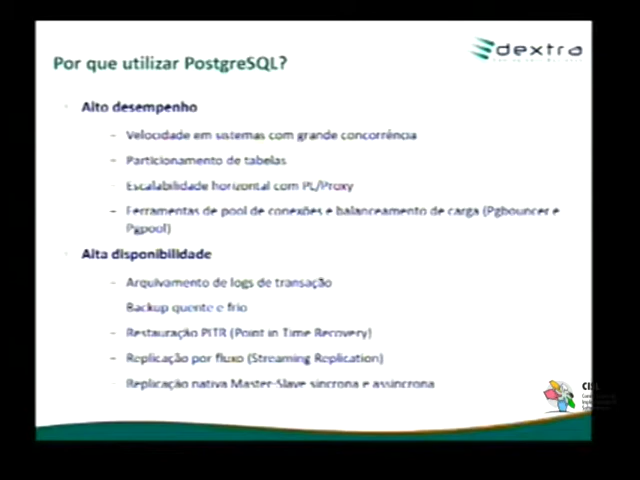 Por que utilizar PostgreSQL?
dextra
Alto desempenho
– Velocidade em sistemas com grande concorrência
– Particionamento de tabelas
Escalabilidade horizontal com PL/Proxy
– Ferramentas de pool de conexões e balanceamento de carga (Pgbouncer e
Pgpool)
Alta disponibilidade
– Arquivamento de logs de transação
Backup quente e frio
– Restauração PITR (Point in Time Recovery)
– Replicação por fluxo (Streaming Replication)
Replicação nativa Master-Slave síncrona e assíncrona